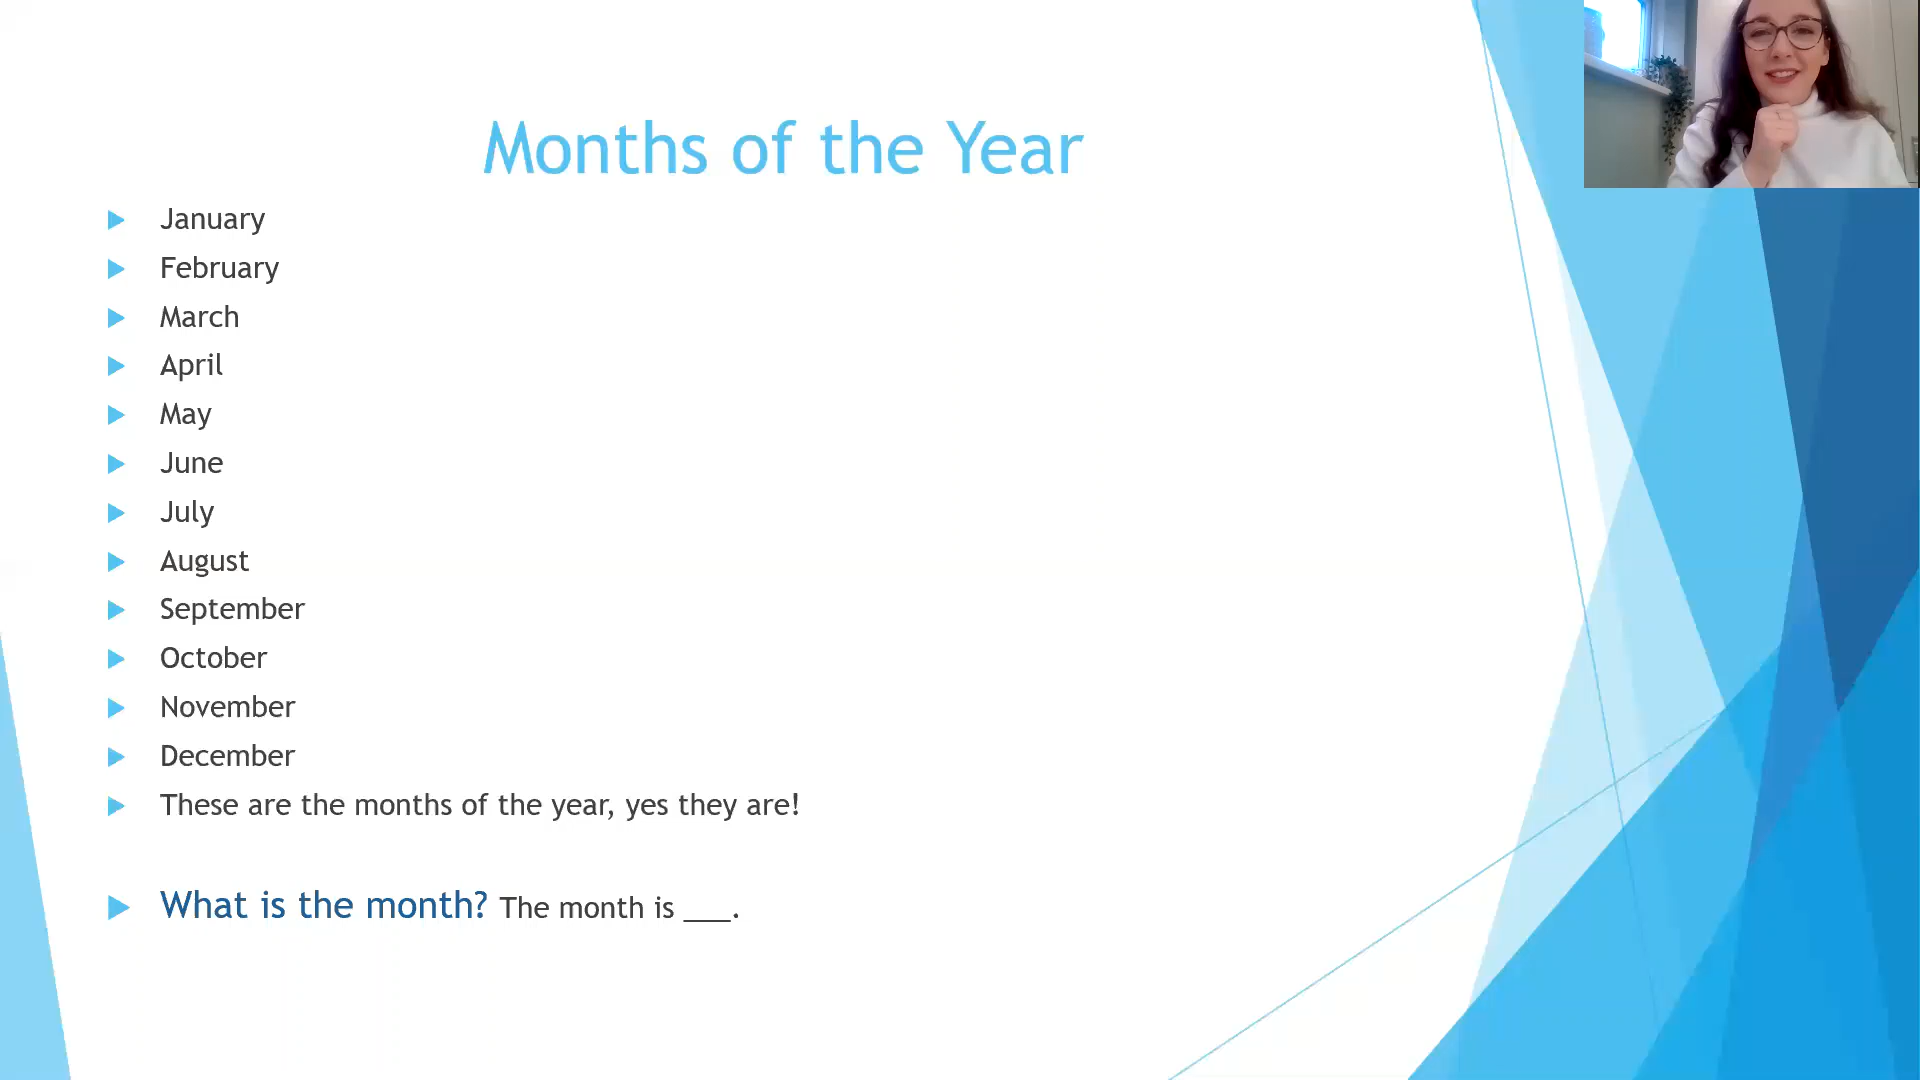 Months of the Year
January
February
March
April
May
June
July
August
September
October
November
December
These are the months of the year, yes they are!
What is the month? The month is ___.